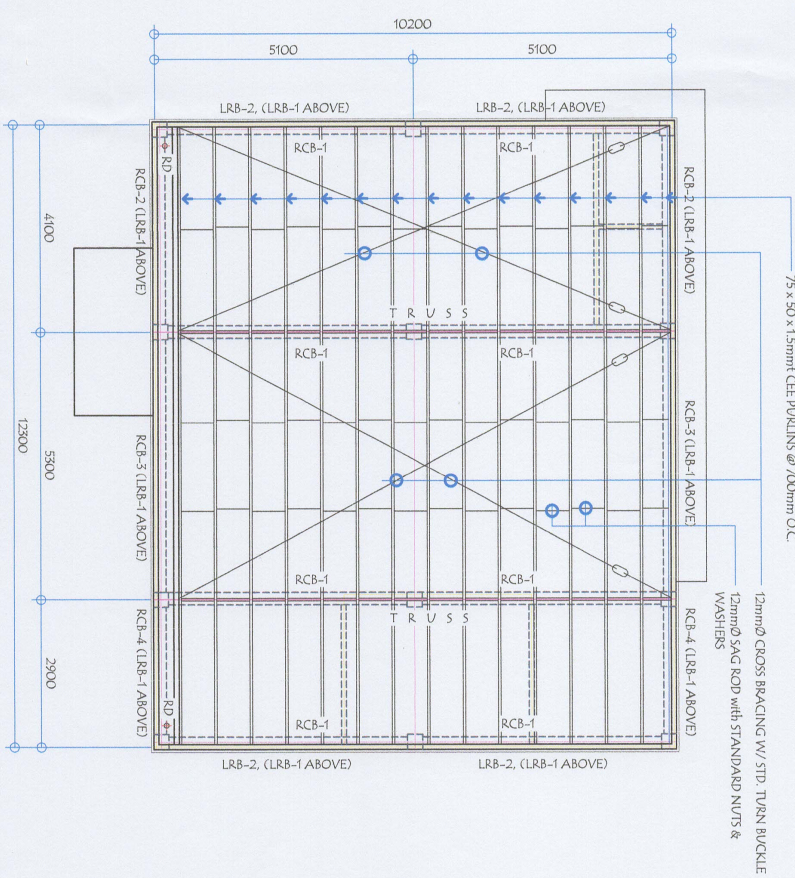 10200
5100
5100
LRB-2, (LRB-1 ABOVE)
LRB-2, (LRB-1 ABOVE)
RCB-1
RCB-1
RD
RCB-2 (LRB-1 ABOVE)
RCB-2 (LRB-1 ABOVE)
4100
75 x 50 x 1.5mmt CEE PURLINS @ 700mm O.C.
TRUSS
RCB-1
RCB-1
RCB-3 (LRB-1 ABOVE)
RCB-3 (LRB-1 ABOVE)
12300
5300
RCB-1
RCB-1
TRUSS
12mmØ CROSS BRACING W/ STD. TURN BUCKLE
12mmØ SAG ROD with STANDARD NUTS &
WASHERS
RCB-4 (LRB-1 ABOVE)
RCB-4 (LRB-1 ABOVE)
2900
RD
RCB-1
RCB-1
LRB-2, (LRB-1 ABOVE)
LRB-2, (LRB-1 ABOVE)